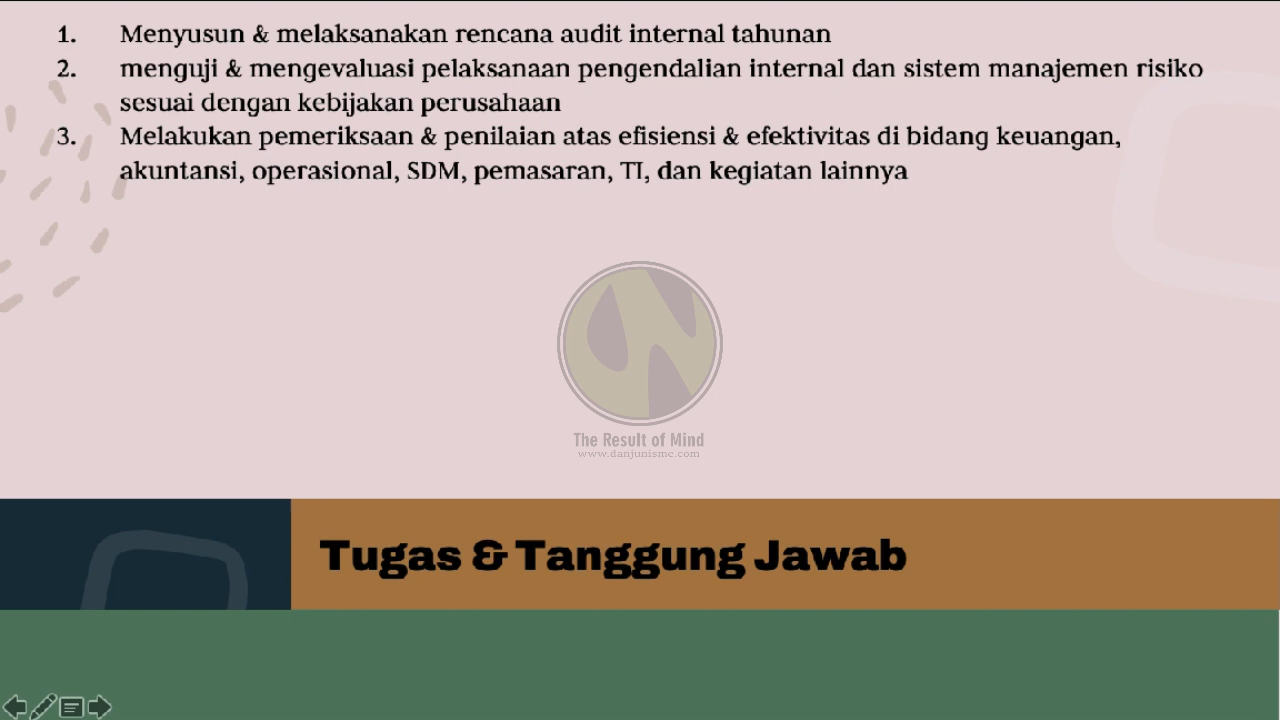 1. Menyusun & melaksanakan rencana audit internal tahunan
2. menguji & mengevaluasi pelaksanaan pengendalian internal dan sistem manajemen risiko
sesuai dengan kebijakan perusahaan
3. Melakukan pemeriksaan & penilaian atas efisiensi & efektivitas di bidang keuangan,
akuntansi, operasional, SDM, pemasaran, TI, dan kegiatan lainnya
The Result of Mind
www.danjunisme.com
Tugas & Tanggung Jawab